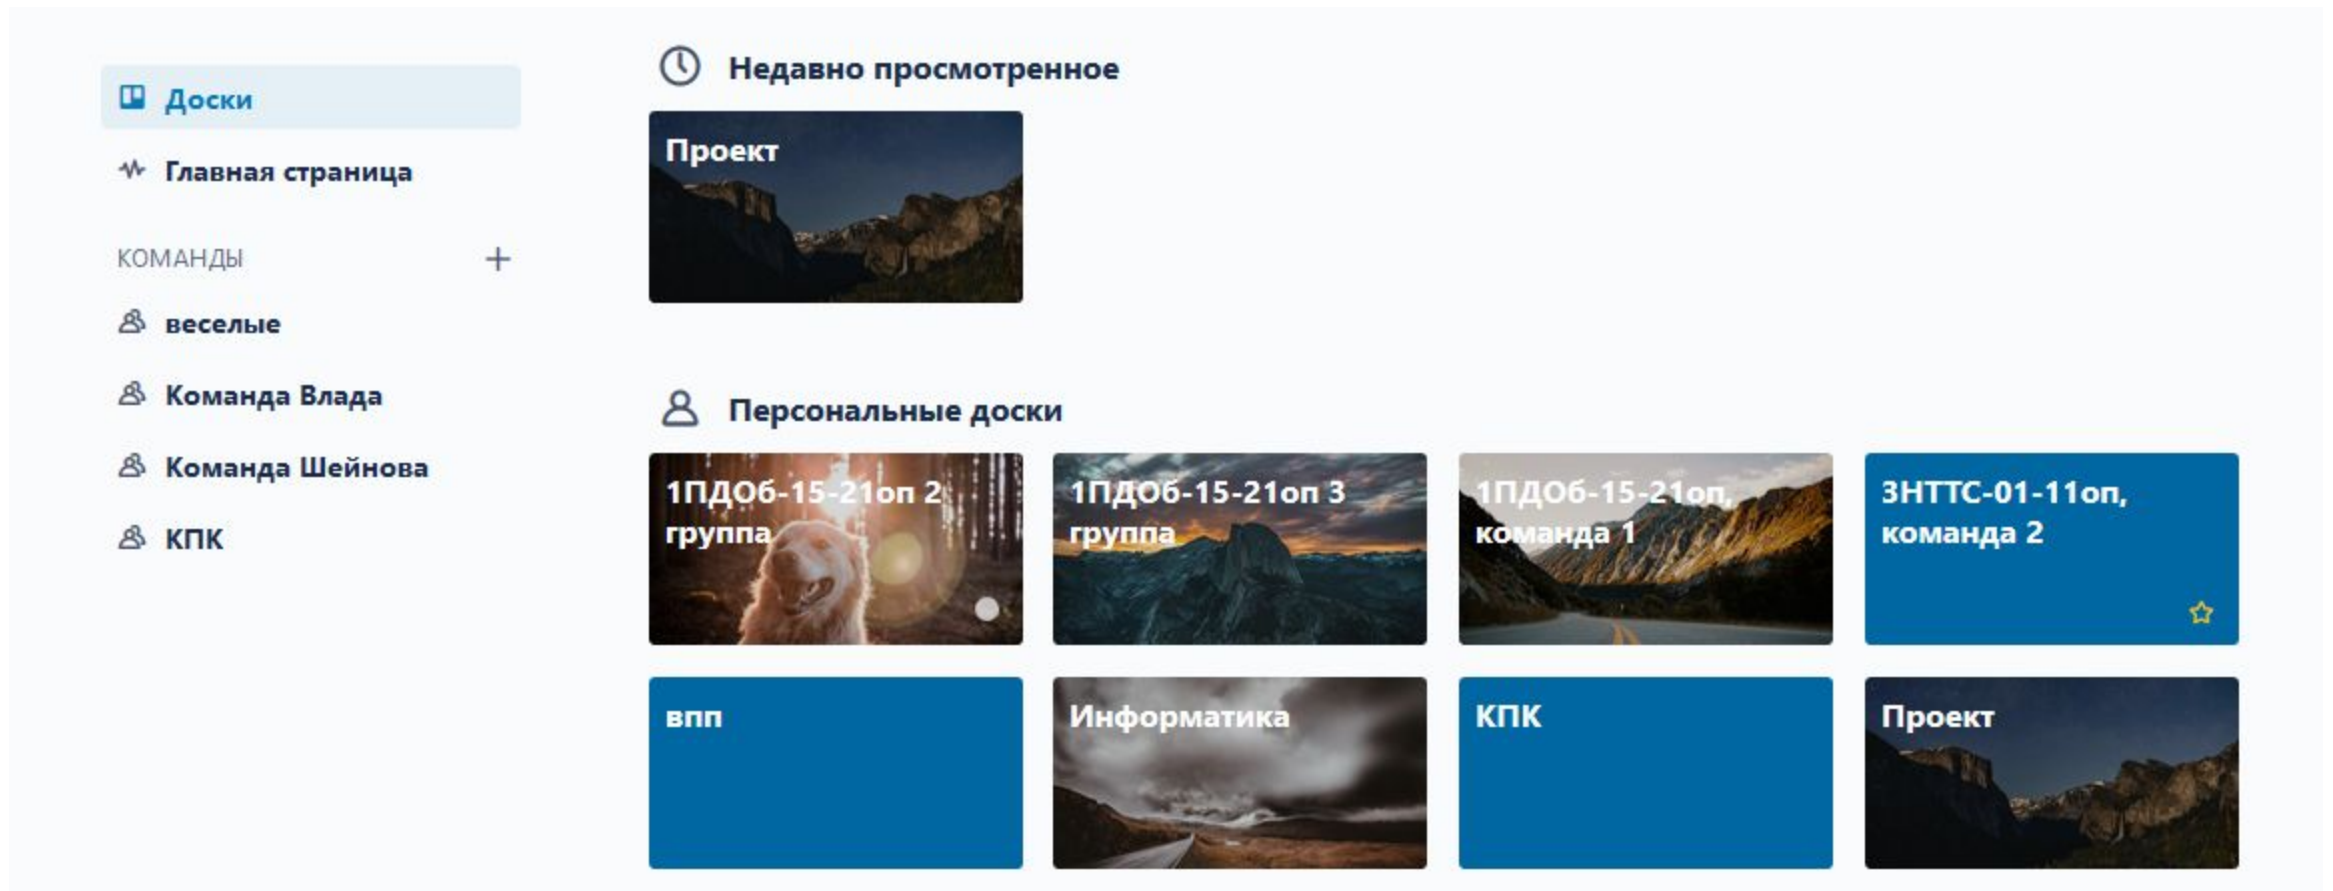 Доски
Главная страница
КОМАНДЫ
веселые
Команда Влада
Команда Шейнова
КПК
Недавно просмотренное
Проект
Персональные доски
1ПДОб-15-21оп 2
группа
1ПДОб-15-21оп 3
группа
1ПДОб-15-21оп,
команда 1
ЗНТТС-01-11оп,
команда 2
впп
Информатика
КПК
Проект